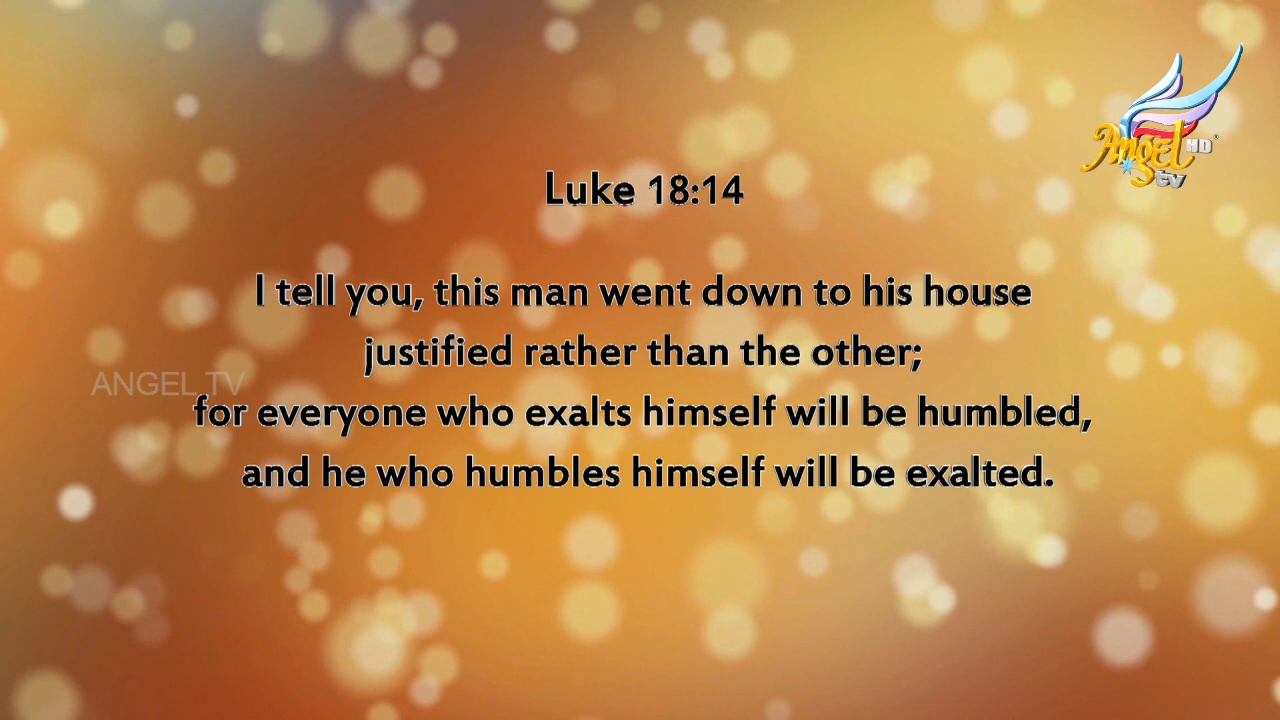 Angel HD
tv
Luke 18:14
I tell you, this man went down to his house
justified rather than the other;
ANGEL TV
for everyone who exalts himself will be humbled,
and he who humbles himself will be exalted.